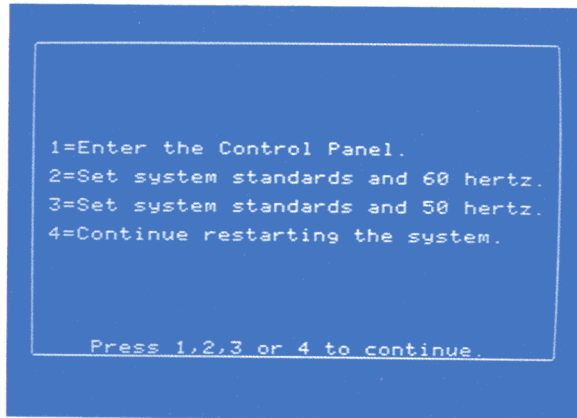 1=Enter the Control Panel.
2=Set system standards and 60 hertz.
3=Set system standards and 50 hertz.
4=Continue restarting the system.
Press 1,2,3 or 4 to continue.